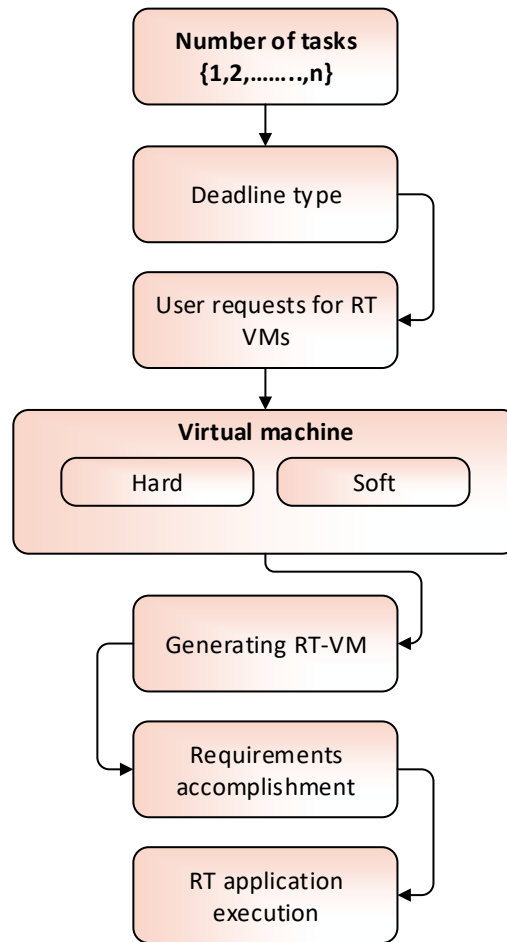 Number of tasks
{1,2,……..,n}
Deadline type
User requests for RT
VMs
Virtual machine
Hard
Soft
Generating RT-VM
Requirements
accomplishment
RT application
execution